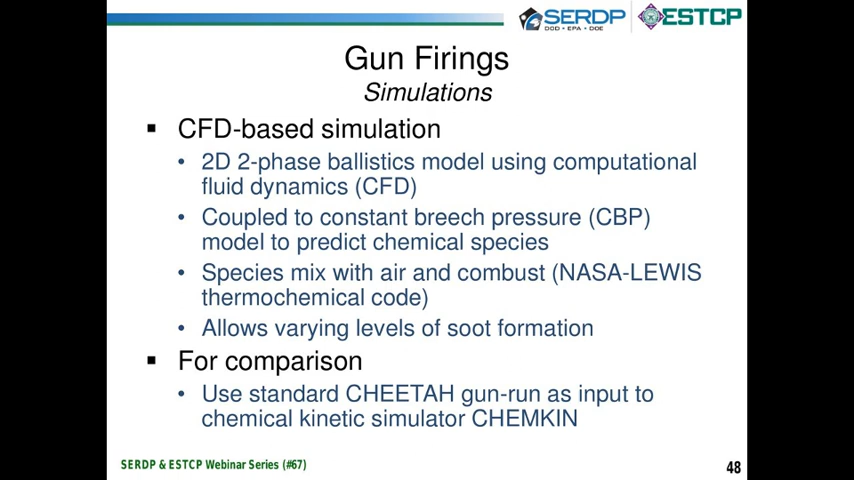 SERDP
DOD • EPA • DOE
ESTCP
Gun Firings
Simulations
▪ CFD-based simulation
• 2D 2-phase ballistics model using computational
fluid dynamics (CFD)
• Coupled to constant breech pressure (CBP)
model to predict chemical species
• Species mix with air and combust (NASA-LEWIS
thermochemical code)
• Allows varying levels of soot formation
▪ For comparison
• Use standard CHEETAH gun-run as input to
chemical kinetic simulator CHEMKIN
SERDP & ESTCP Webinar Series (#67)
48